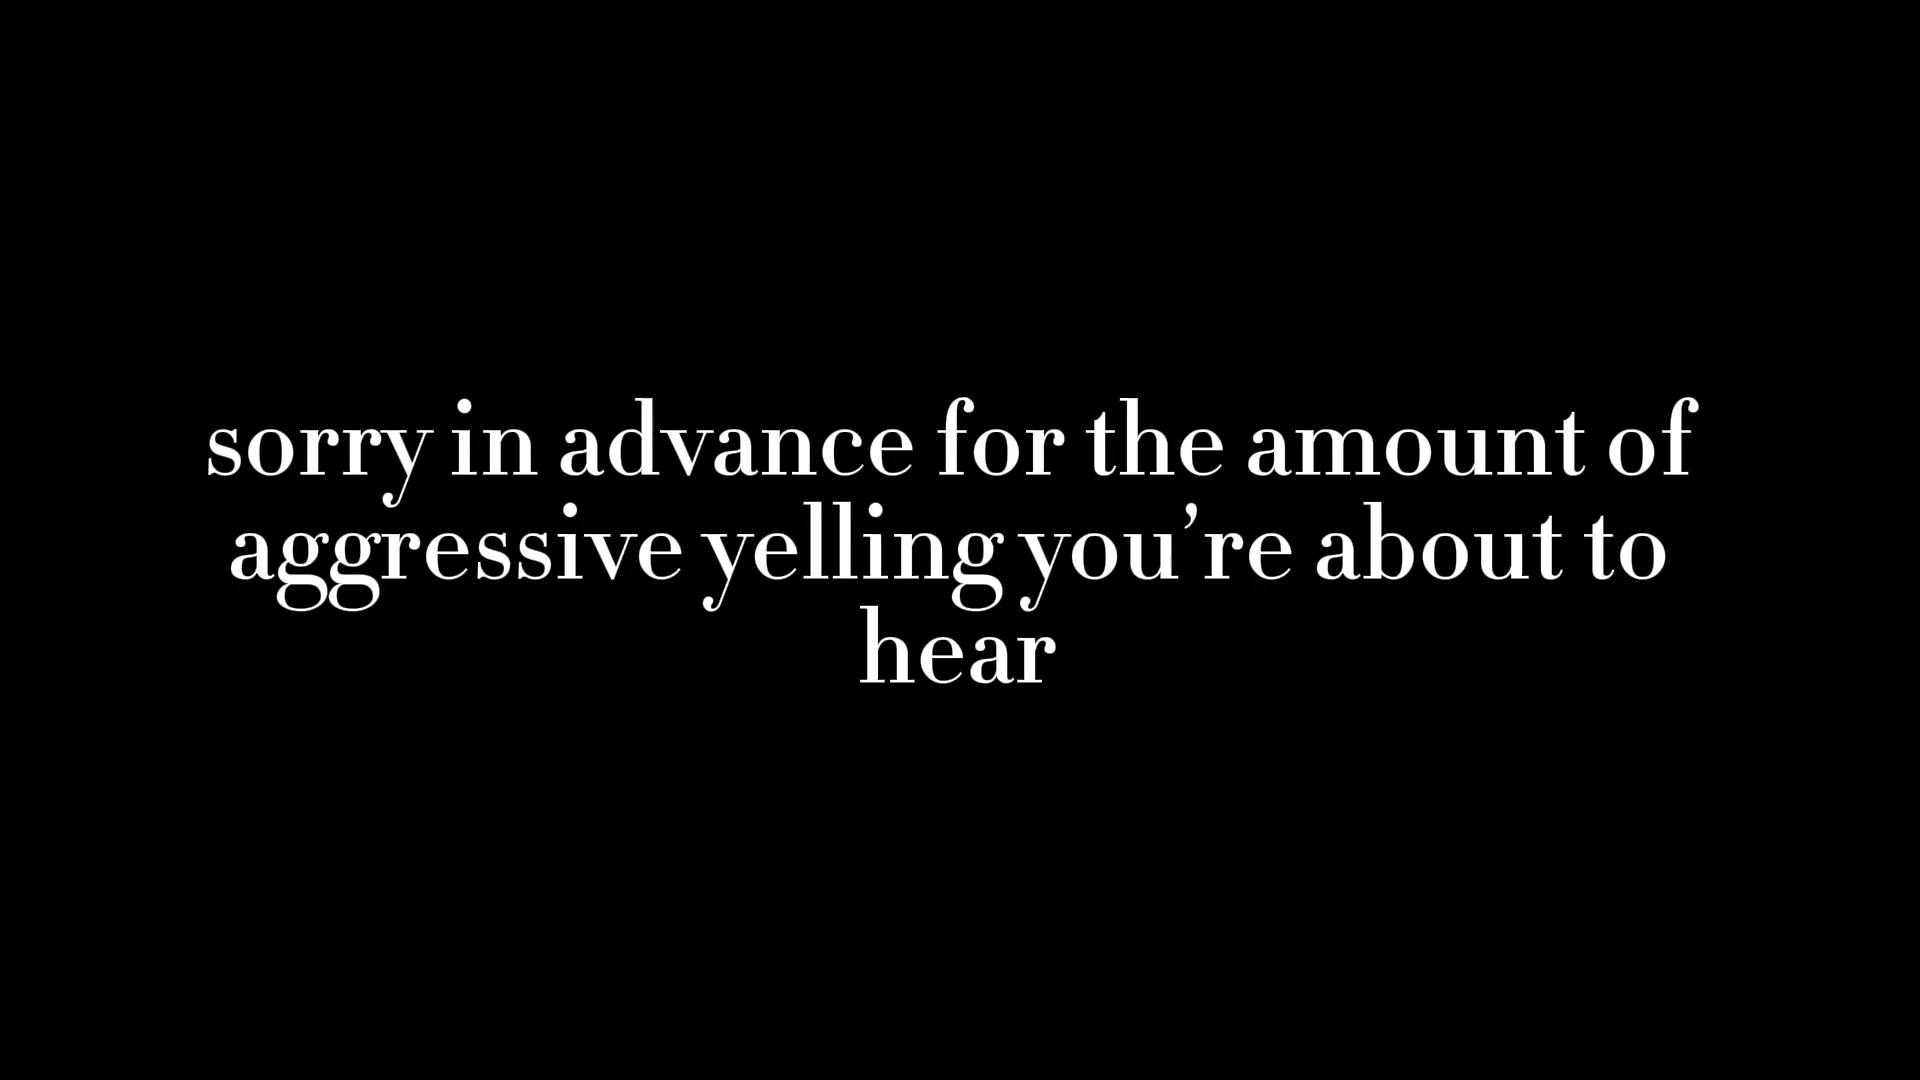 sorry in advance for the amount of
aggressive yelling you’re about to
hear